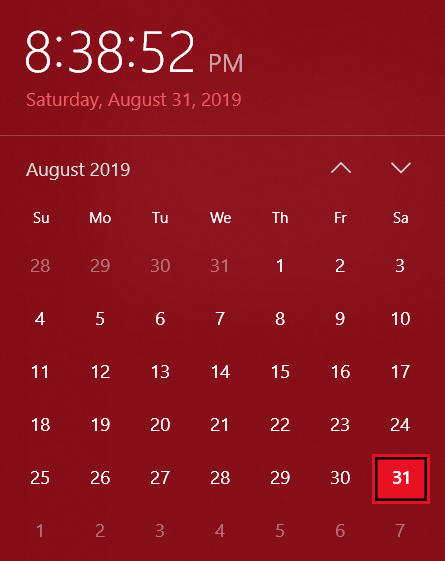 8:38:52 PM
Saturday, August 31, 2019
August 2019
Su Mo Tu We Th Fr Sa
28 29 30 31 1 2 3
4 5 6 7 8 9 10
11 12 13 14 15 16 17
18 19 20 21 22 23 24
25 26 27 28 29 30 31
1 2 3 4 5 6 7